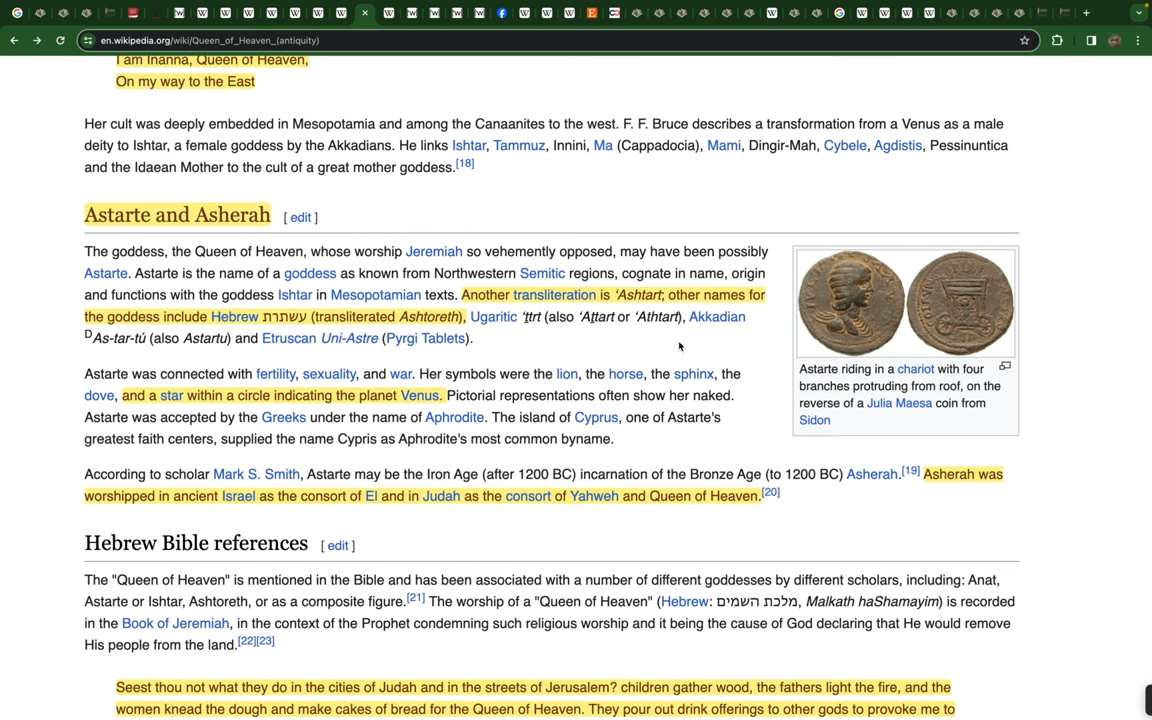 en.wikipedia.org/wiki/Queen_of_Heaven_(antiquity)
I am Inanna, Queen of Heaven,
On my way to the East
Her cult was deeply embedded in Mesopotamia and among the Canaanites to the west. F. F. Bruce describes a transformation from a Venus as a male
deity to Ishtar, a female goddess by the Akkadians. He links Ishtar, Tammuz, Innini, Ma (Cappadocia), Mami, Dingir-Mah, Cybele, Agdistis, Pessinuntica
and the Idaean Mother to the cult of a great mother goddess.[18]
Astarte and Asherah [ edit ]
The goddess, the Queen of Heaven, whose worship Jeremiah so vehemently opposed, may have been possibly
Astarte. Astarte is the name of a goddess as known from Northwestern Semitic regions, cognate in name, origin
and functions with the goddess Ishtar in Mesopotamian texts. Another transliteration is ‘Ashtart; other names for
the goddess include Hebrew עשתרת (transliterated Ashtoreth), Ugaritic ‘ṯtrt (also ‘Aṯtart or ‘Athtart), Akkadian
DAs-tar-tú (also Astartu) and Etruscan Uni-Astre (Pyrgi Tablets).
Astarte was connected with fertility, sexuality, and war. Her symbols were the lion, the horse, the sphinx, the
dove, and a star within a circle indicating the planet Venus. Pictorial representations often show her naked.
Astarte was accepted by the Greeks under the name of Aphrodite. The island of Cyprus, one of Astarte's
greatest faith centers, supplied the name Cypris as Aphrodite's most common byname.
Astarte riding in a chariot with four
branches protruding from roof, on the
reverse of a Julia Maesa coin from
Sidon
According to scholar Mark S. Smith, Astarte may be the Iron Age (after 1200 BC) incarnation of the Bronze Age (to 1200 BC) Asherah.[19] Asherah was
worshipped in ancient Israel as the consort of El and in Judah as the consort of Yahweh and Queen of Heaven.[20]
Hebrew Bible references [ edit ]
The "Queen of Heaven" is mentioned in the Bible and has been associated with a number of different goddesses by different scholars, including: Anat,
Astarte or Ishtar, Ashtoreth, or as a composite figure.[21] The worship of a "Queen of Heaven" (Hebrew: מלכת השמים, Malkath haShamayim) is recorded
in the Book of Jeremiah, in the context of the Prophet condemning such religious worship and it being the cause of God declaring that He would remove
His people from the land.[22][23]
Seest thou not what they do in the cities of Judah and in the streets of Jerusalem? children gather wood, the fathers light the fire, and the
women knead the dough and make cakes of bread for the Queen of Heaven. They pour out drink offerings to other gods to provoke me to